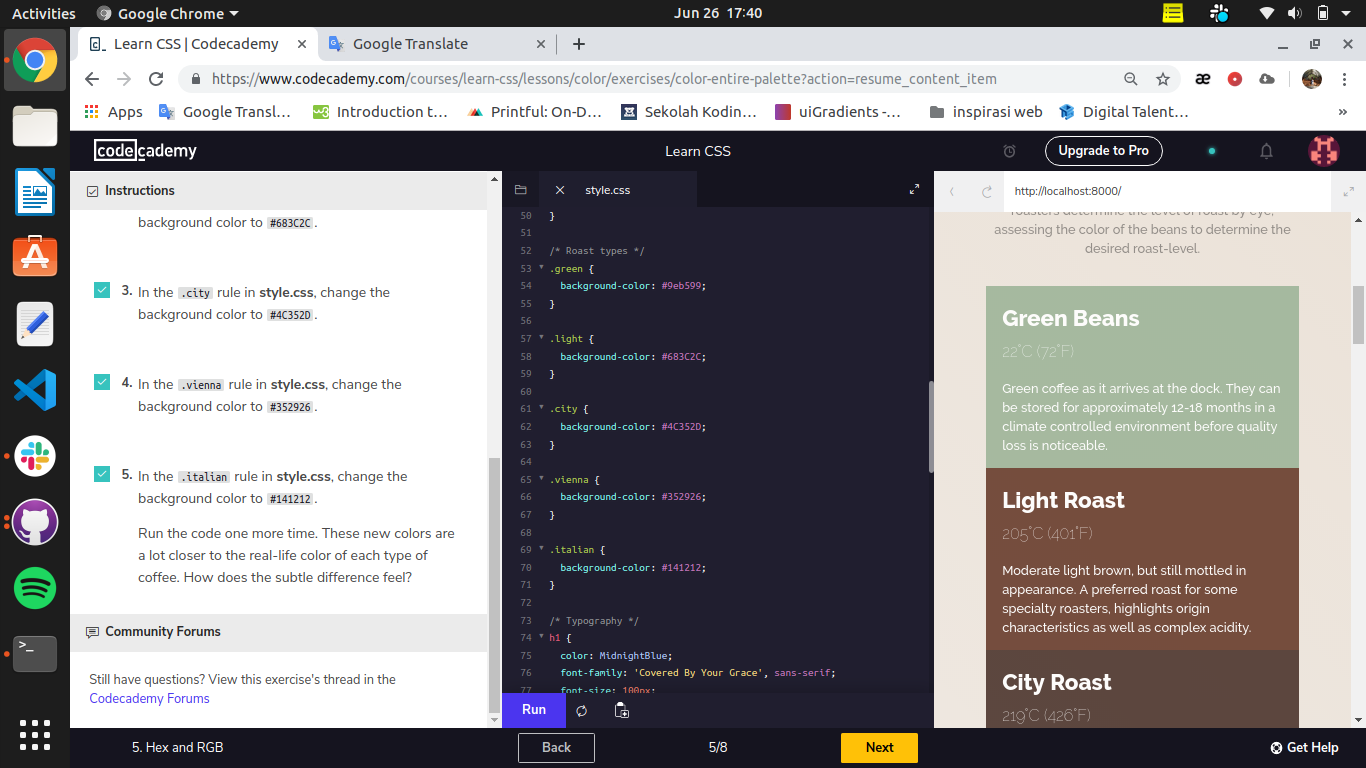 Activities
Google Chrome
Jun 26 17:40
Learn CSS | Codecademy
Google Translate
https://www.codecademy.com/courses/learn-css/lessons/color/exercises/color-entire-palette?action=resume_content_item
Apps
Google Transl...
Introduction t...
Printful: On-D...
Sekolah Kodin...
uiGradients -...
inspirasi web
Digital Talent...
»
codecademy
Learn CSS
Upgrade to Pro
Instructions
background color to #683C2C.
3. In the .city rule in style.css, change the
background color to #4C352D.
4. In the .vienna rule in style.css, change the
background color to #352926.
5. In the .italian rule in style.css, change the
background color to #141212.
Run the code one more time. These new colors are
a lot closer to the real-life color of each type of
coffee. How does the subtle difference feel?
Community Forums
Still have questions? View this exercise's thread in the
Codecademy Forums
style.css
50 }
51
52 /* Roast types */
53 .green {
54 background-color: #9eb599;
55 }
56
57 .light {
58 background-color: #683C2C;
59 }
60
61 .city {
62 background-color: #4C352D;
63 }
64
65 .vienna {
66 background-color: #352926;
67 }
68
69 .italian {
70 background-color: #141212;
71 }
72
73 /* Typography */
74 h1 {
75 color: MidnightBlue;
76 font-family: 'Covered By Your Grace', sans-serif;
77 font-size: 100px;
Run
http://localhost:8000/
roasters determine the level of roast by eye,
assessing the color of the beans to determine the
desired roast-level.
Green Beans
22°C (72°F)
Green coffee as it arrives at the dock. They can
be stored for approximately 12-18 months in a
climate controlled environment before quality
loss is noticeable.
Light Roast
205°C (401°F)
Moderate light brown, but still mottled in
appearance. A preferred roast for some
specialty roasters, highlights origin
characteristics as well as complex acidity.
City Roast
219°C (426°F)
5. Hex and RGB
Back
5/8
Next
Get Help